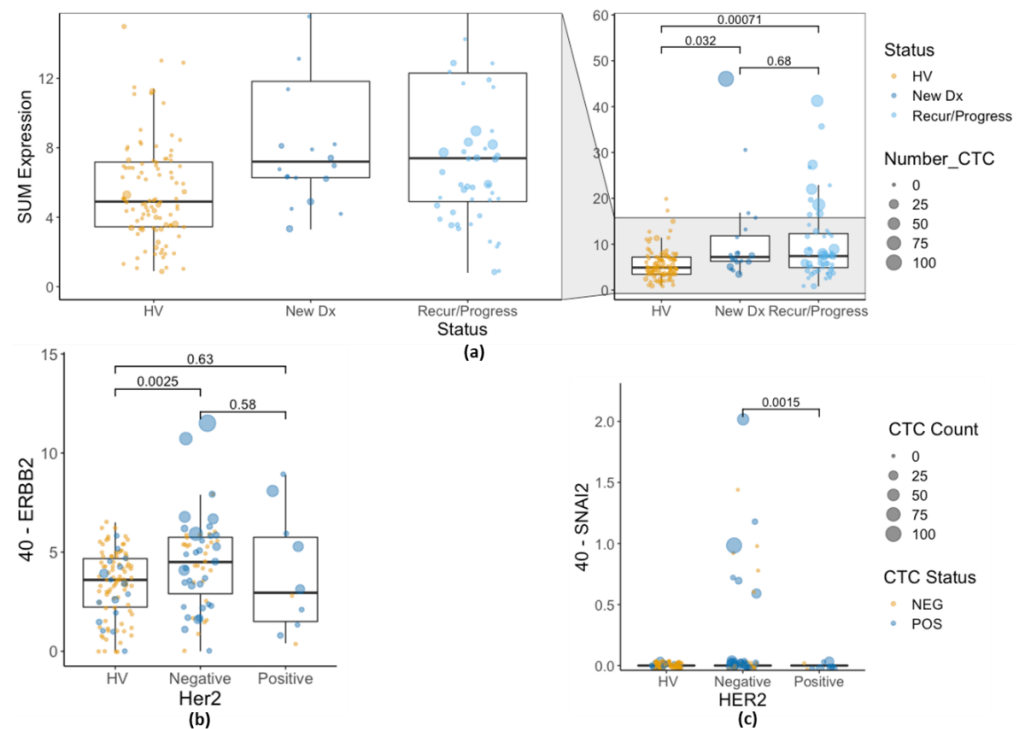 SUM Expression
12
8
4
0
HV
New Dx
Recur/Progress
Status
60
50
40
30
20
10
0
0.00071
0.032
0.68
HV
New Dx
Recur/Progress
Status
HV
New Dx
Recur/Progress
Number_CTC
0
25
50
75
100
(a)
40 - ERBB2
15
10
5
0
0.63
0.0025
0.58
HV
Negative
Positive
Her2
(b)
40 - SNAI2
2.0
1.5
1.0
0.5
0.0
0.0015
HV
Negative
Positive
HER2
(c)
CTC Count
0
25
50
75
100
CTC Status
NEG
POS